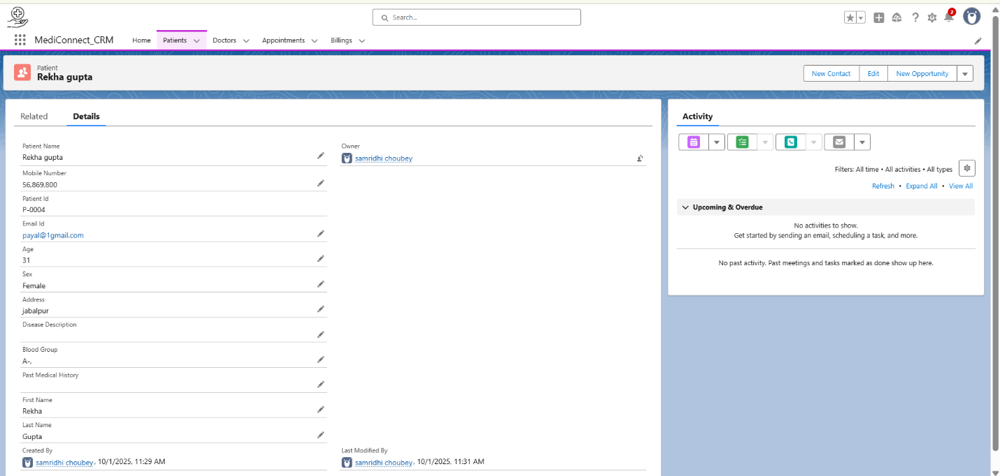 Search...
2
MediConnect_CRM Home Patients Doctors Appointments Billings
Patient
Rekha gupta
New Contact Edit New Opportunity
Related Details
Patient Name
Rekha gupta
Owner
samridhi choubey
Mobile Number
56,869,800
Patient Id
P-0004
Email Id
payal@1gmail.com
Age
31
Sex
Female
Address
jabalpur
Disease Description
Blood Group
A-,
Past Medical History
First Name
Rekha
Last Name
Gupta
Created By
samridhi choubey, 10/1/2025, 11:29 AM
Last Modified By
samridhi choubey, 10/1/2025, 11:31 AM
Activity
Filters: All time • All activities • All types
Refresh • Expand All • View All
Upcoming & Overdue
No activities to show.
Get started by sending an email, scheduling a task, and more.
No past activity. Past meetings and tasks marked as done show up here.